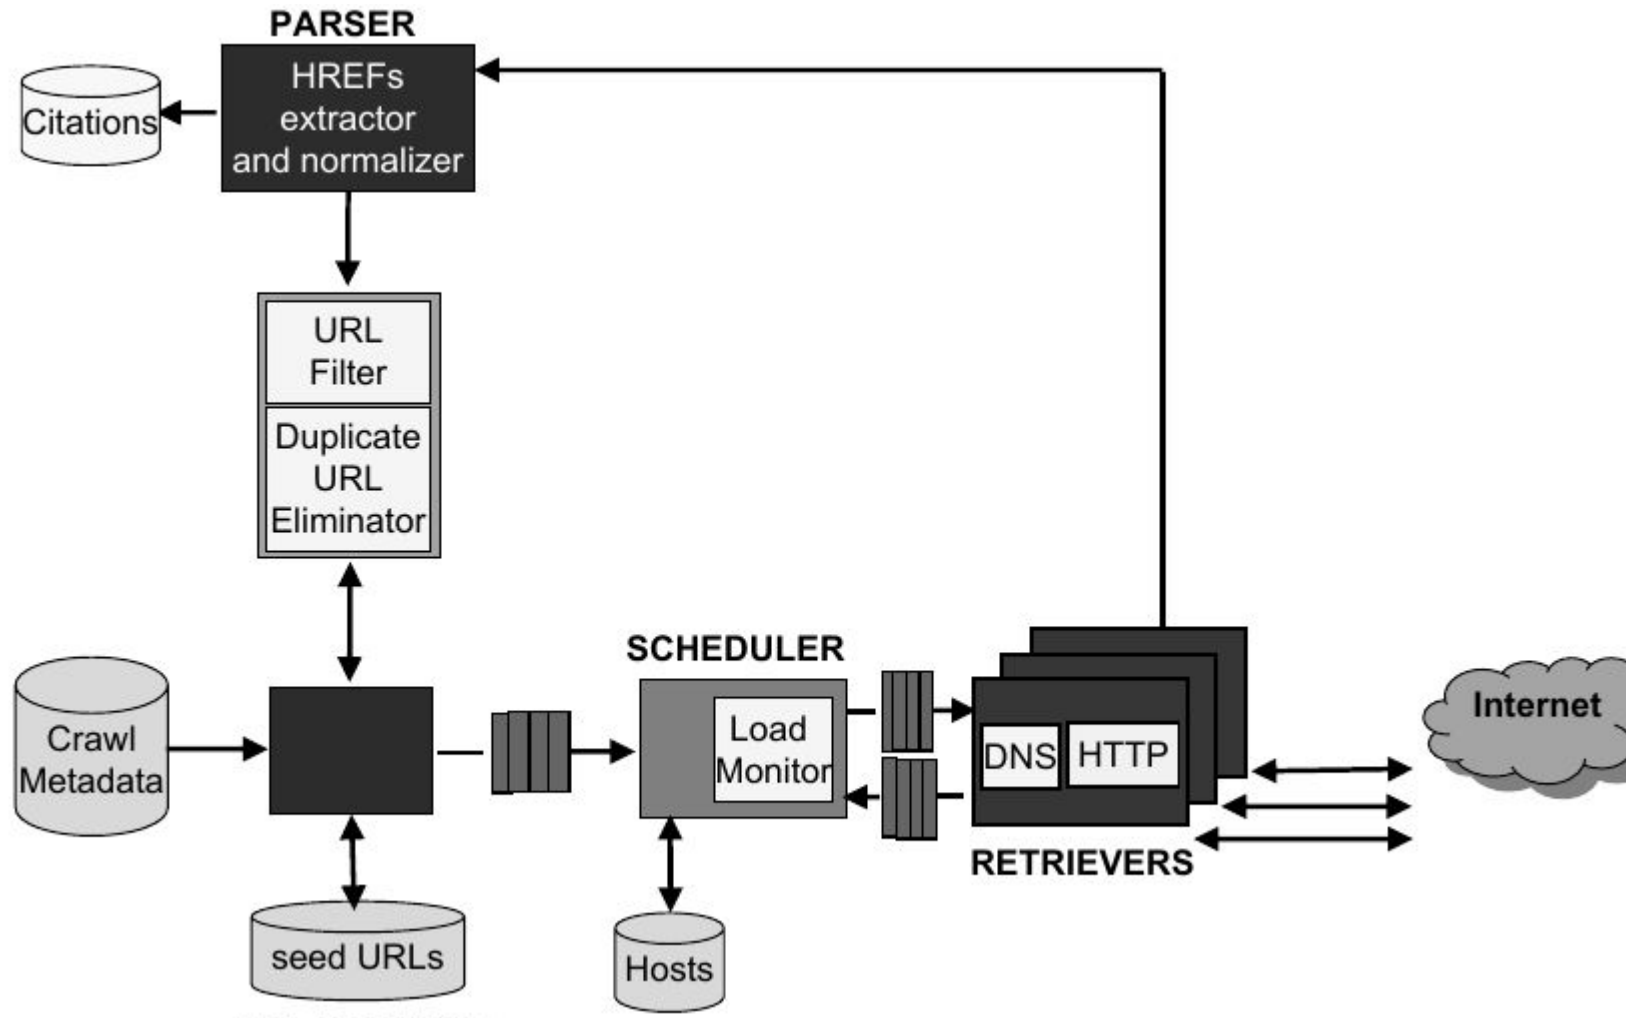 PARSER
HREFs
extractor
and normalizer
Citations
URL
Filter
Duplicate
URL
Eliminator
SCHEDULER
Crawl
Metadata
Load
Monitor
DNS
HTTP
Internet
RETRIEVERS
seed URLs
Hosts